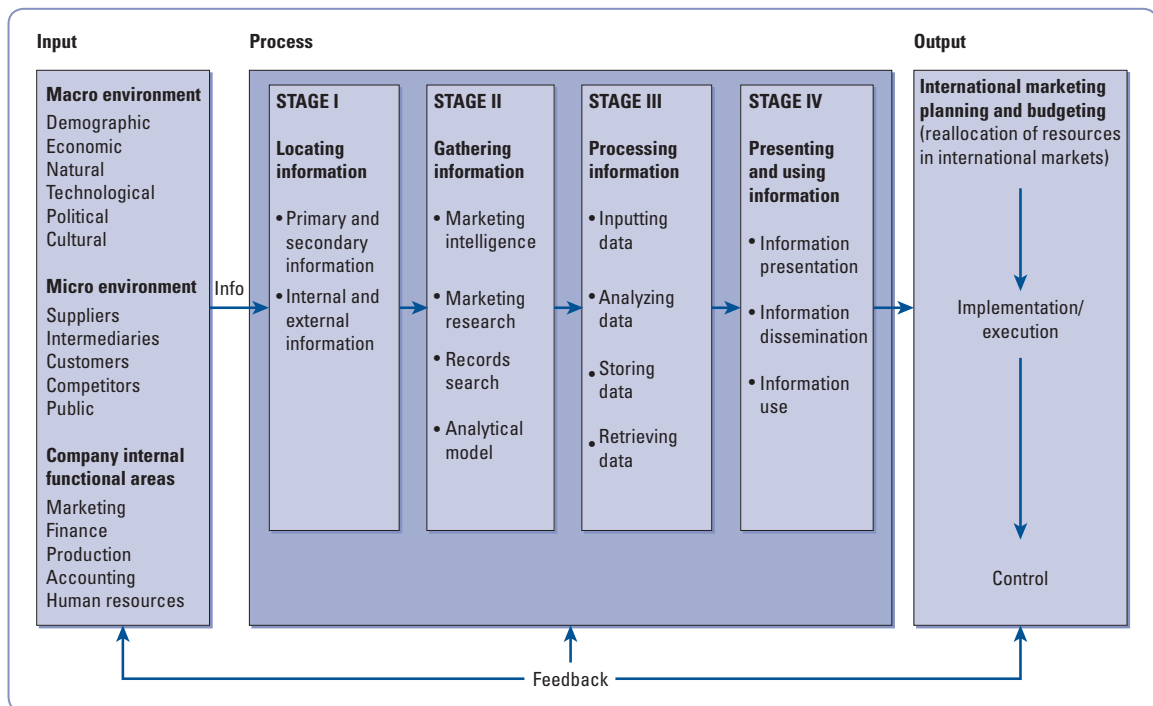 Input
Macro environment
Demographic
Economic
Natural
Technological
Political
Cultural
Micro environment
Suppliers
Intermediaries
Customers
Competitors
Public
Company internal
functional areas
Marketing
Finance
Production
Accounting
Human resources
Info
Process
STAGE I
Locating
information
• Primary and
secondary
information
• Internal and
external
information
STAGE II
Gathering
information
• Marketing
intelligence
• Marketing
research
• Records
search
• Analytical
model
STAGE III
Processing
information
• Inputting
data
• Analyzing
data
• Storing
data
• Retrieving
data
STAGE IV
Presenting
and using
information
• Information
presentation
• Information
dissemination
• Information
use
Output
International marketing
planning and budgeting
(reallocation of resources
in international markets)
Implementation/
execution
Control
Feedback